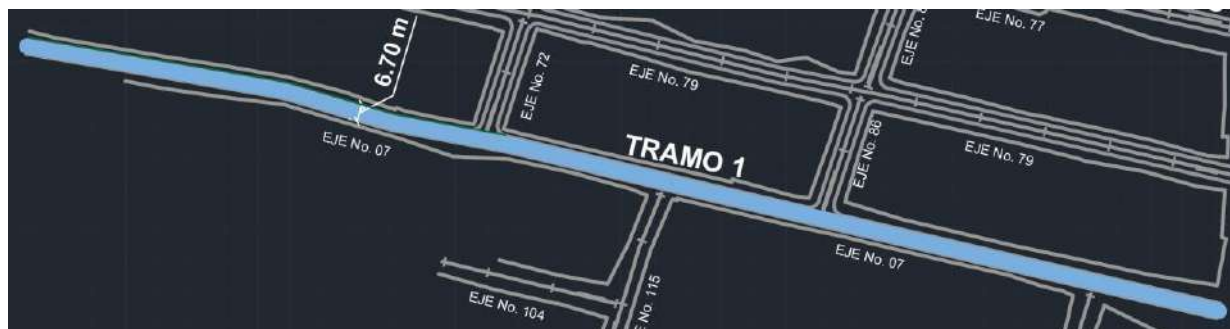 EJE No. 77
6.70 m
EJE No. 72
EJE No. 79
EJE No. 86
EJE No. 07
TRAMO 1
EJE No. 79
EJE No. 07
EJE No. 104
EJE No. 115